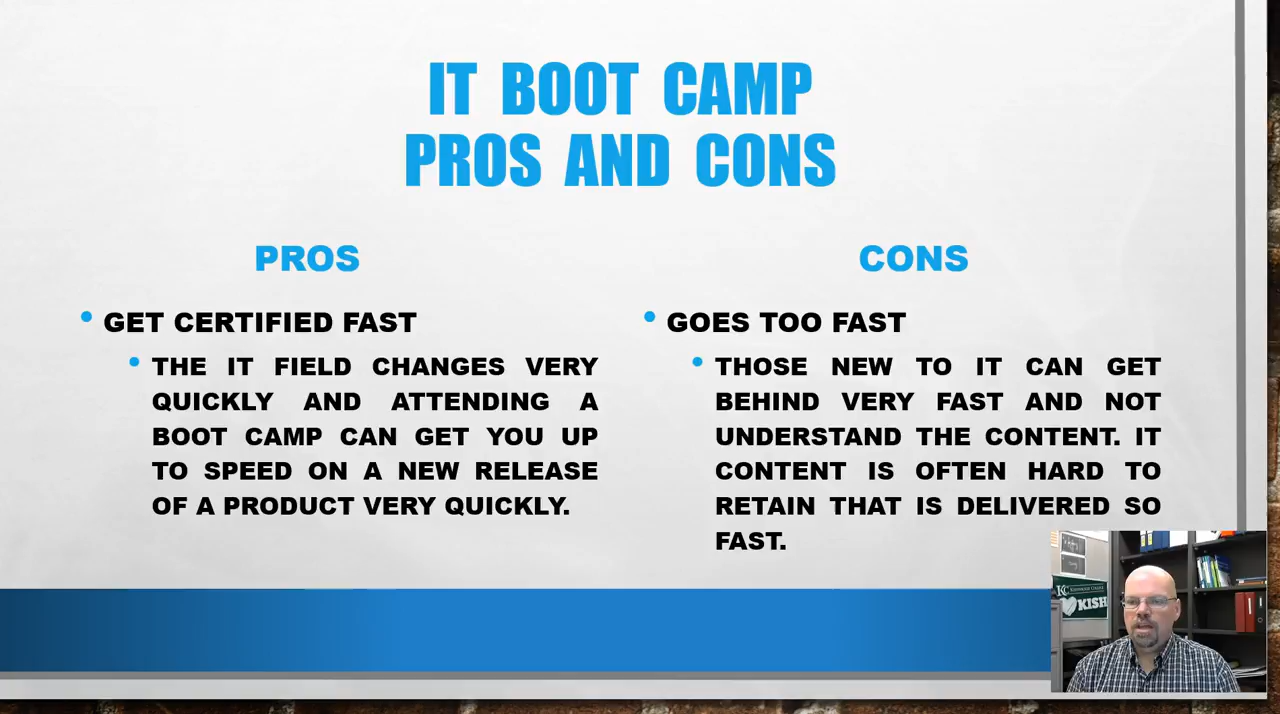 IT BOOT CAMP
PROS AND CONS
PROS
• GET CERTIFIED FAST
• THE IT FIELD CHANGES VERY
QUICKLY AND ATTENDING A
BOOT CAMP CAN GET YOU UP
TO SPEED ON A NEW RELEASE
OF A PRODUCT VERY QUICKLY.
CONS
• GOES TOO FAST
• THOSE NEW TO IT CAN GET
BEHIND VERY FAST AND NOT
UNDERSTAND THE CONTENT. IT
CONTENT IS OFTEN HARD TO
RETAIN THAT IS DELIVERED SO
FAST.
KC
KISH